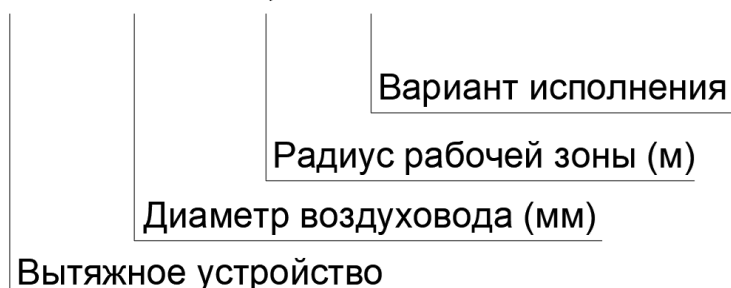 Вариант исполнения
Радиус рабочей зоны (м)
Диаметр воздуховода (мм)
Вытяжное устройство